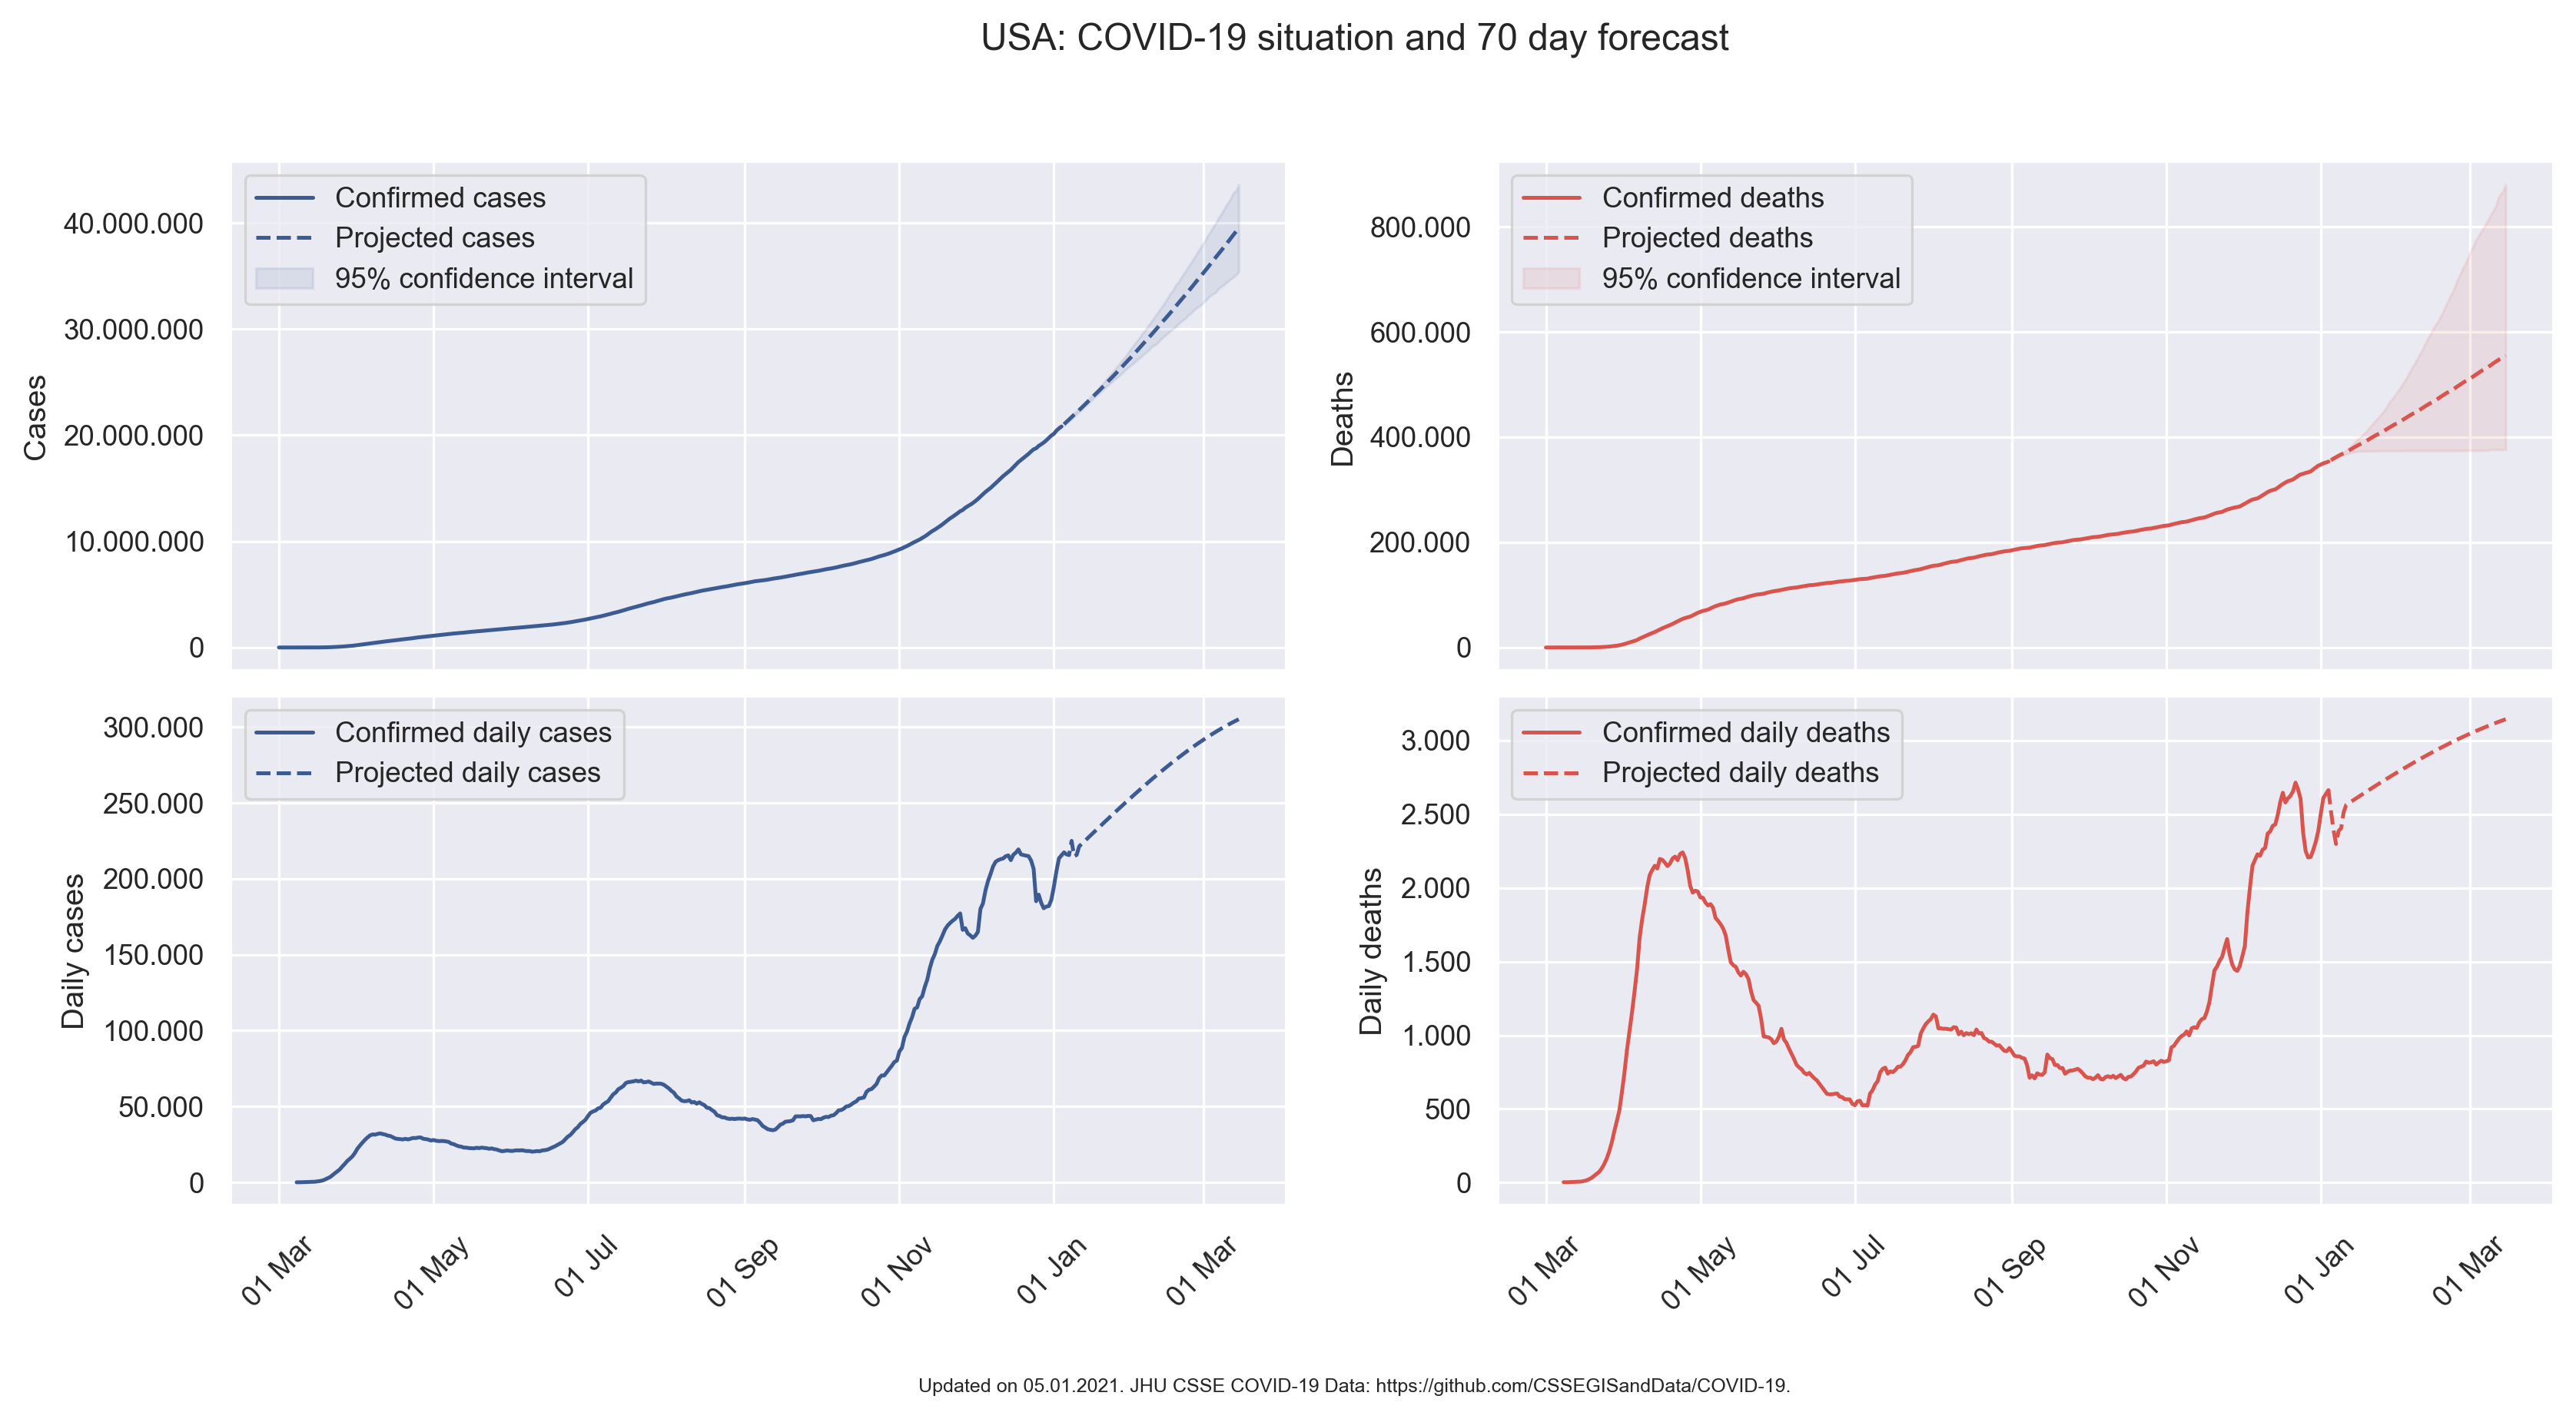 USA: COVID-19 situation and 70 day forecast
Confirmed cases
Projected cases
95% confidence interval
Cases
40.000.000
30.000.000
20.000.000
10.000.000
0
Confirmed deaths
Projected deaths
95% confidence interval
Deaths
800.000
600.000
400.000
200.000
0
Confirmed daily cases
Projected daily cases
Daily cases
300.000
250.000
200.000
150.000
100.000
50.000
0
01 Mar
01 May
01 Jul
01 Sep
01 Nov
01 Jan
01 Mar
Confirmed daily deaths
Projected daily deaths
Daily deaths
3.000
2.500
2.000
1.500
1.000
500
0
01 Mar
01 May
01 Jul
01 Sep
01 Nov
01 Jan
01 Mar
Updated on 05.01.2021. JHU CSSE COVID-19 Data: https://github.com/CSSEGISandData/COVID-19.